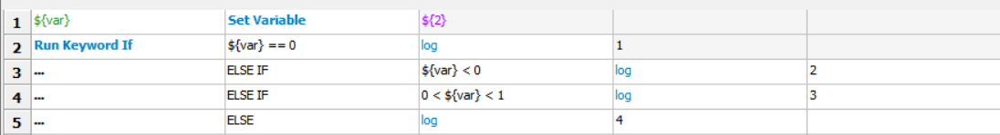 1 ${var} Set Variable ${2}
2 Run Keyword If ${var} == 0 log 1
3 ... ELSE IF ${var} < 0 log 2
4 ... ELSE IF 0 < ${var} < 1 log 3
5 ... ELSE log 4